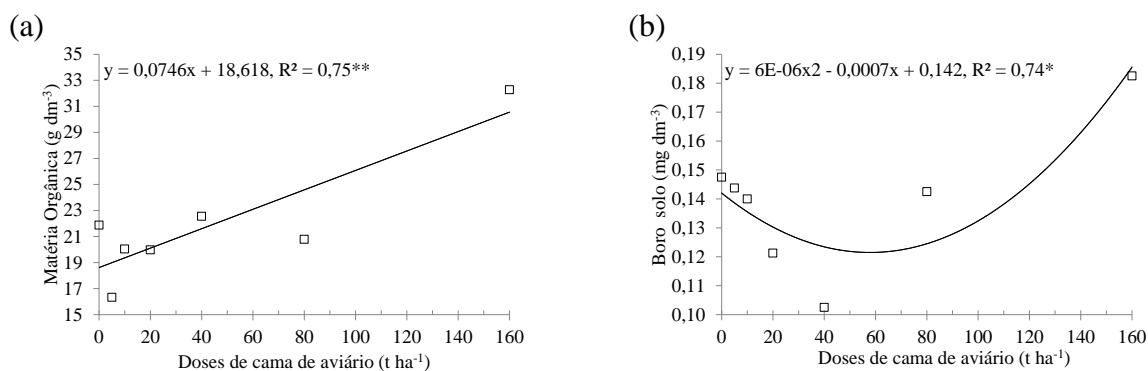 (a)
y = 0,0746x + 18,618, R² = 0,75**
Matéria Orgânica (g dm⁻³)
35
33
31
29
27
25
23
21
19
17
15
0 20 40 60 80 100 120 140 160
Doses de cama de aviário (t ha⁻¹)
(b)
y = 6E-06x2 - 0,0007x + 0,142, R² = 0,74*
Boro solo (mg dm⁻³)
0,19
0,18
0,17
0,16
0,15
0,14
0,13
0,12
0,11
0,10
0 20 40 60 80 100 120 140 160
Doses de cama de aviário (t ha⁻¹)